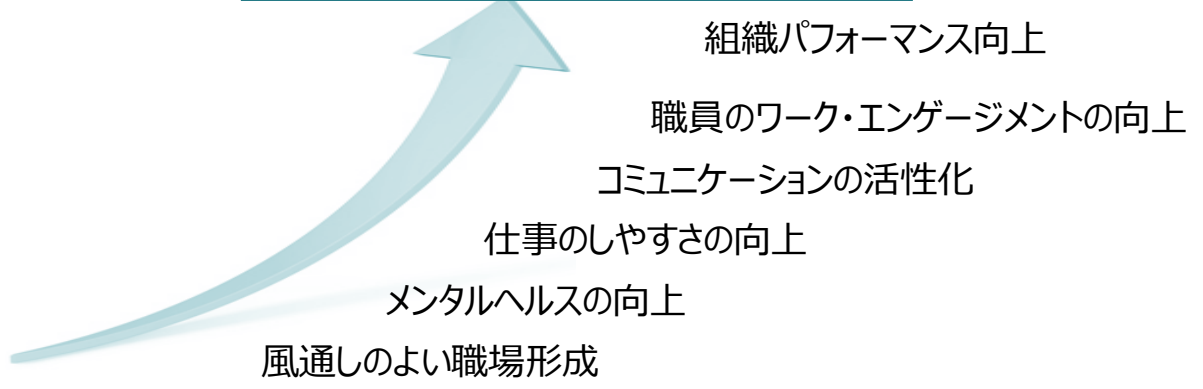 組織パフォーマンス向上
職員のワーク・エンゲージメントの向上
コミュニケーションの活性化
仕事のしやすさの向上
メンタルヘルスの向上
風通しのよい職場形成